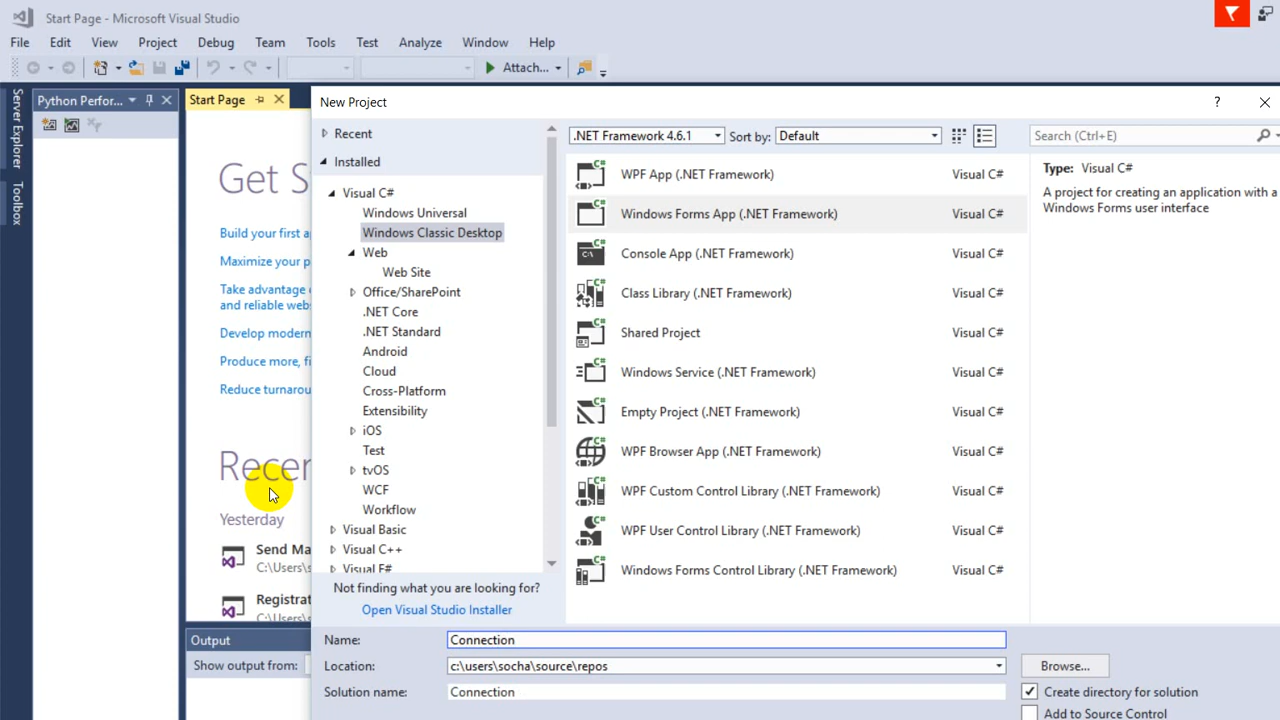 Start Page - Microsoft Visual Studio
File Edit View Project Debug Team Tools Test Analyze Window Help
Attach...
Server Explorer
Toolbox
Python Perfor...
Start Page
Get S
Build your first a
Maximize your p
Take advantage
and reliable webs
Develop modern
Produce more, fi
Reduce turnarou
Recen
Yesterday
Send Ma
C:\Users\s
Registrat
C:\Users\s
Output
Show output from:
New Project
?
Recent
Installed
Visual C#
Windows Universal
Windows Classic Desktop
Web
Web Site
Office/SharePoint
.NET Core
.NET Standard
Android
Cloud
Cross-Platform
Extensibility
iOS
Test
tvOS
WCF
Workflow
Visual Basic
Visual C++
Visual F#
Not finding what you are looking for?
Open Visual Studio Installer
.NET Framework 4.6.1 Sort by: Default
Search (Ctrl+E)
WPF App (.NET Framework) Visual C#
Windows Forms App (.NET Framework) Visual C#
Console App (.NET Framework) Visual C#
Class Library (.NET Framework) Visual C#
Shared Project Visual C#
Windows Service (.NET Framework) Visual C#
Empty Project (.NET Framework) Visual C#
WPF Browser App (.NET Framework) Visual C#
WPF Custom Control Library (.NET Framework) Visual C#
WPF User Control Library (.NET Framework) Visual C#
Windows Forms Control Library (.NET Framework) Visual C#
Type: Visual C#
A project for creating an application with a
Windows Forms user interface
Name: Connection
Location: c:\users\socha\source\repos
Browse...
Solution name: Connection
Create directory for solution
Add to Source Control